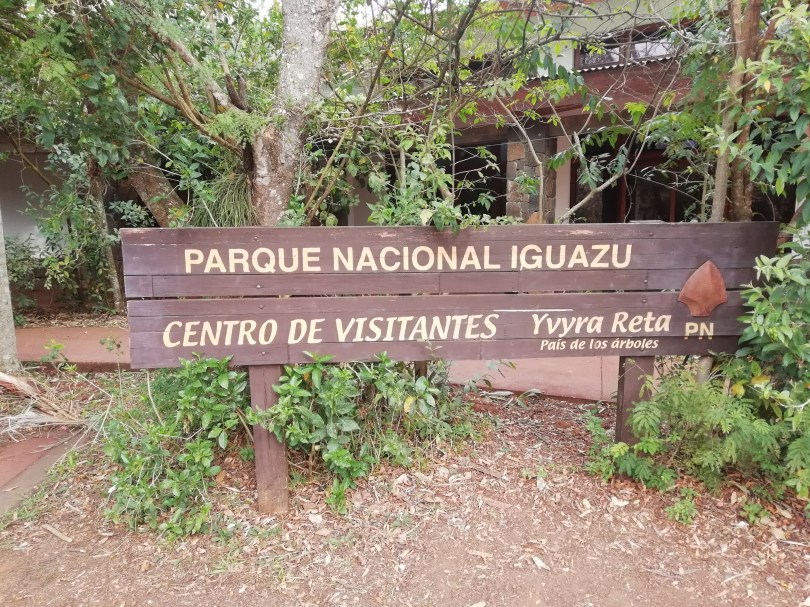 PARQUE NACIONAL IGUAZU
CENTRO DE VISITANTES Yvyra Reta
País de los árboles
PN